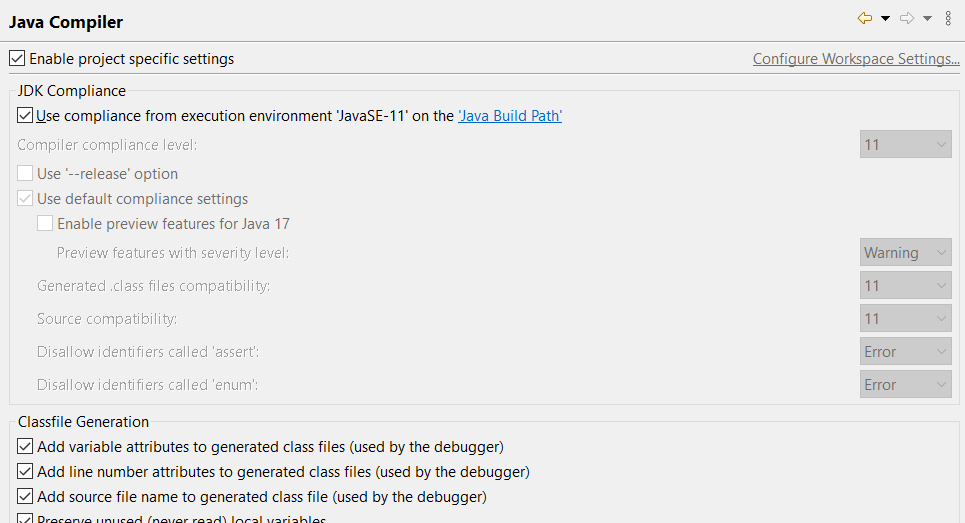 Java Compiler
Enable project specific settings
Configure Workspace Settings...
JDK Compliance
Use compliance from execution environment 'JavaSE-11' on the 'Java Build Path'
Compiler compliance level: 11
Use '--release' option
Use default compliance settings
Enable preview features for Java 17
Preview features with severity level: Warning
Generated .class files compatibility: 11
Source compatibility: 11
Disallow identifiers called 'assert': Error
Disallow identifiers called 'enum': Error
Classfile Generation
Add variable attributes to generated class files (used by the debugger)
Add line number attributes to generated class files (used by the debugger)
Add source file name to generated class file (used by the debugger)
Preserve unused (never read) local variables